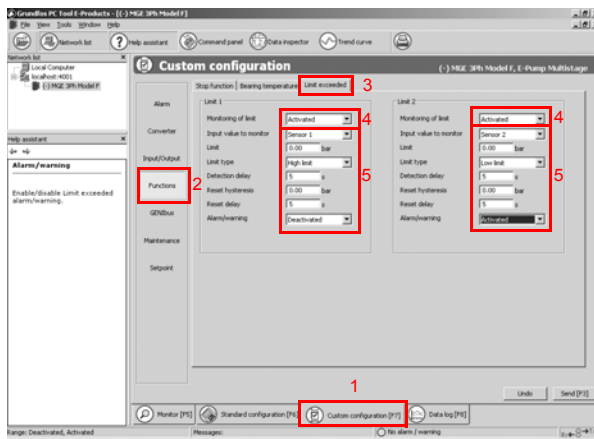 Grundfos PC Tool E-Products - [(-) MGE 3Ph Model F]
File View Tools Window Help
Network list
Help assistant
Command panel
Data inspector
Trend curve
Network list
Local Computer
localhost:4001
(-) MGE 3Ph Model F
Custom configuration
(-) MGE 3Ph Model F, E-Pump Multistage
Stop function
Bearing temperature
Limit exceeded
3
Alarm
Converter
Input/Output
Functions
2
GENIbus
Maintenance
Setpoint
Limit 1
Monitoring of limit Activated 4
Input value to monitor Sensor 1
Limit 0.00 bar
Limit type High limit
Detection delay 5 s 5
Reset hysteresis 0.00 bar
Reset delay 5 s
Alarm/warning Deactivated
Limit 2
Monitoring of limit Activated 4
Input value to monitor Sensor 2
Limit 0.00 bar
Limit type Low limit
Detection delay 5 s 5
Reset hysteresis 0.00 bar
Reset delay 5 s
Alarm/warning Activated
Help assistant
Alarm/warning
Enable/disable Limit exceeded
alarm/warning.
1
Undo
Send [F3]
Monitor [F5]
Standard configuration [F6]
Custom configuration [F7]
Data log [F8]
Range: Deactivated, Activated
Messages:
No alarm / warning